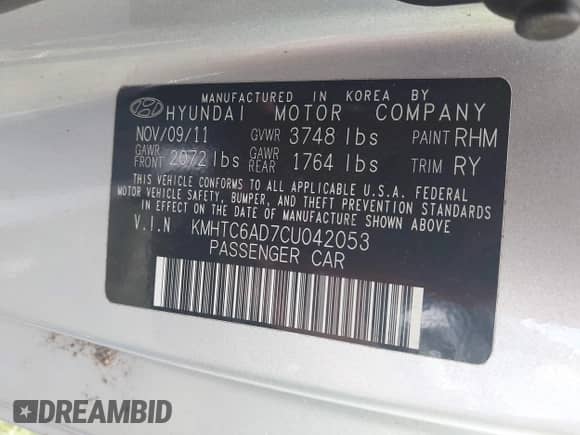 MANUFACTURED IN KOREA BY
HYUNDAI MOTOR COMPANY
NOV/09/11 GVWR 3748 lbs PAINT RHM
GAWR FRONT 2072 lbs GAWR REAR 1764 lbs TRIM RY
THIS VEHICLE CONFORMS TO ALL APPLICABLE U.S.A. FEDERAL
MOTOR VEHICLE SAFETY, BUMPER, AND THEFT PREVENTION STANDARDS
IN EFFECT ON THE DATE OF MANUFACTURE SHOWN ABOVE.
V.I.N KMHTC6AD7CU042053
PASSENGER CAR
DREAMBID